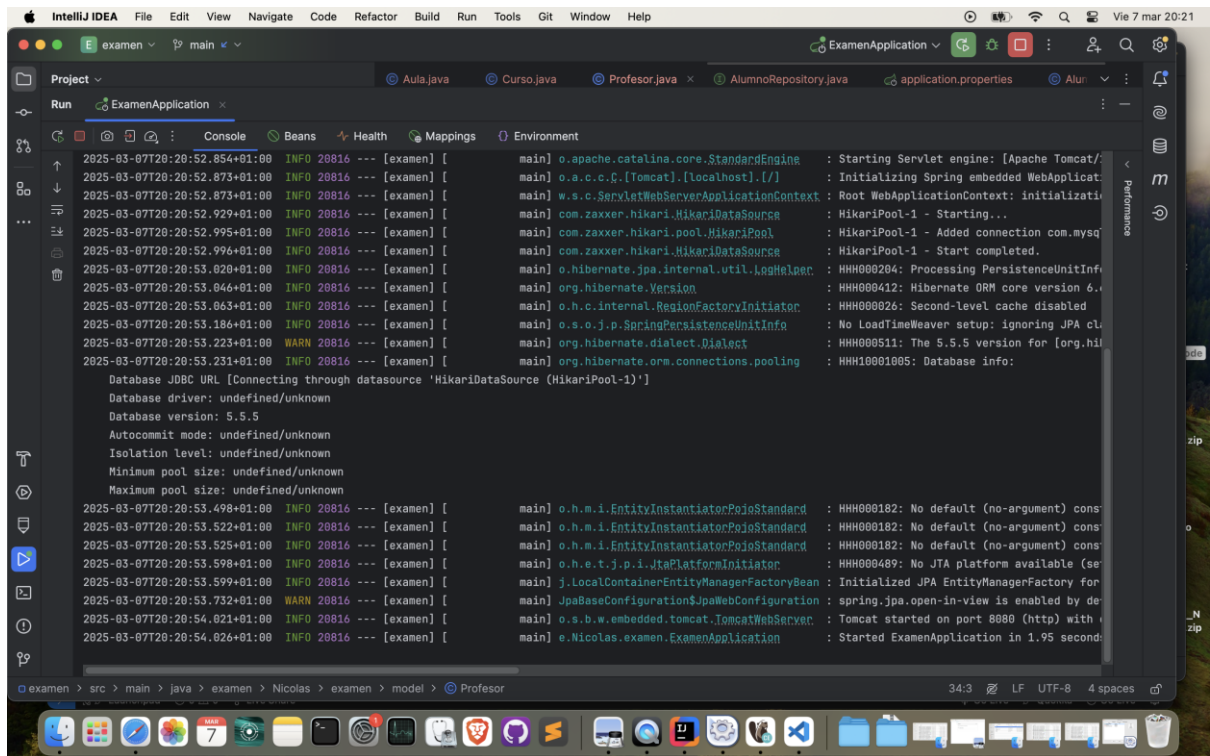 IntelliJ IDEA File Edit View Navigate Code Refactor Build Run Tools Git Window Help Vie 7 mar 20:21
E examen main ExamenApplication
Project Aula.java Curso.java Profesor.java AlumnoRepository.java application.properties Alun
Run ExamenApplication
Console Beans Health Mappings Environment
2025-03-07T20:20:52.854+01:00 INFO 20816 --- [examen] [ main] o.apache.catalina.core.StandardEngine : Starting Servlet engine: [Apache Tomcat/
2025-03-07T20:20:52.873+01:00 INFO 20816 --- [examen] [ main] o.a.c.c.C.[Tomcat].[localhost].[/] : Initializing Spring embedded WebApplicat
2025-03-07T20:20:52.873+01:00 INFO 20816 --- [examen] [ main] w.s.c.ServletWebServerApplicationContext : Root WebApplicationContext: initializati
2025-03-07T20:20:52.929+01:00 INFO 20816 --- [examen] [ main] com.zaxxer.hikari.HikariDataSource : HikariPool-1 - Starting...
2025-03-07T20:20:52.995+01:00 INFO 20816 --- [examen] [ main] com.zaxxer.hikari.pool.HikariPool : HikariPool-1 - Added connection com.mysq
2025-03-07T20:20:52.996+01:00 INFO 20816 --- [examen] [ main] com.zaxxer.hikari.HikariDataSource : HikariPool-1 - Start completed.
2025-03-07T20:20:53.020+01:00 INFO 20816 --- [examen] [ main] o.hibernate.jpa.internal.util.LogHelper : HHH000204: Processing PersistenceUnitInf
2025-03-07T20:20:53.046+01:00 INFO 20816 --- [examen] [ main] org.hibernate.Version : HHH000412: Hibernate ORM core version 6.
2025-03-07T20:20:53.063+01:00 INFO 20816 --- [examen] [ main] o.h.c.internal.RegionFactoryInitiator : HHH000026: Second-level cache disabled
2025-03-07T20:20:53.186+01:00 INFO 20816 --- [examen] [ main] o.s.o.j.p.SpringPersistenceUnitInfo : No LoadTimeWeaver setup: ignoring JPA cl
2025-03-07T20:20:53.223+01:00 WARN 20816 --- [examen] [ main] org.hibernate.dialect.Dialect : HHH000511: The 5.5.5 version for [org.hi
2025-03-07T20:20:53.231+01:00 INFO 20816 --- [examen] [ main] org.hibernate.orm.connections.pooling : HHH10001005: Database info:
Database JDBC URL [Connecting through datasource 'HikariDataSource (HikariPool-1)']
Database driver: undefined/unknown
Database version: 5.5.5
Autocommit mode: undefined/unknown
Isolation level: undefined/unknown
Minimum pool size: undefined/unknown
Maximum pool size: undefined/unknown
2025-03-07T20:20:53.498+01:00 INFO 20816 --- [examen] [ main] o.h.m.i.EntityInstantiatorPojoStandard : HHH000182: No default (no-argument) cons
2025-03-07T20:20:53.522+01:00 INFO 20816 --- [examen] [ main] o.h.m.i.EntityInstantiatorPojoStandard : HHH000182: No default (no-argument) cons
2025-03-07T20:20:53.525+01:00 INFO 20816 --- [examen] [ main] o.h.m.i.EntityInstantiatorPojoStandard : HHH000182: No default (no-argument) cons
2025-03-07T20:20:53.598+01:00 INFO 20816 --- [examen] [ main] o.h.e.t.j.p.i.JtaPlatformInitiator : HHH000489: No JTA platform available (se
2025-03-07T20:20:53.599+01:00 INFO 20816 --- [examen] [ main] j.LocalContainerEntityManagerFactoryBean : Initialized JPA EntityManagerFactory for
2025-03-07T20:20:53.732+01:00 WARN 20816 --- [examen] [ main] JpaBaseConfiguration$JpaWebConfiguration : spring.jpa.open-in-view is enabled by de
2025-03-07T20:20:54.021+01:00 INFO 20816 --- [examen] [ main] o.s.b.w.embedded.tomcat.TomcatWebServer : Tomcat started on port 8080 (http) with
2025-03-07T20:20:54.026+01:00 INFO 20816 --- [examen] [ main] e.Nicolas.examen.ExamenApplication : Started ExamenApplication in 1.95 second
Performance
examen > src > main > java > examen > Nicolas > examen > model > Profesor 34:3 LF UTF-8 4 spaces
ode
zip
_N
zip
MAR
7